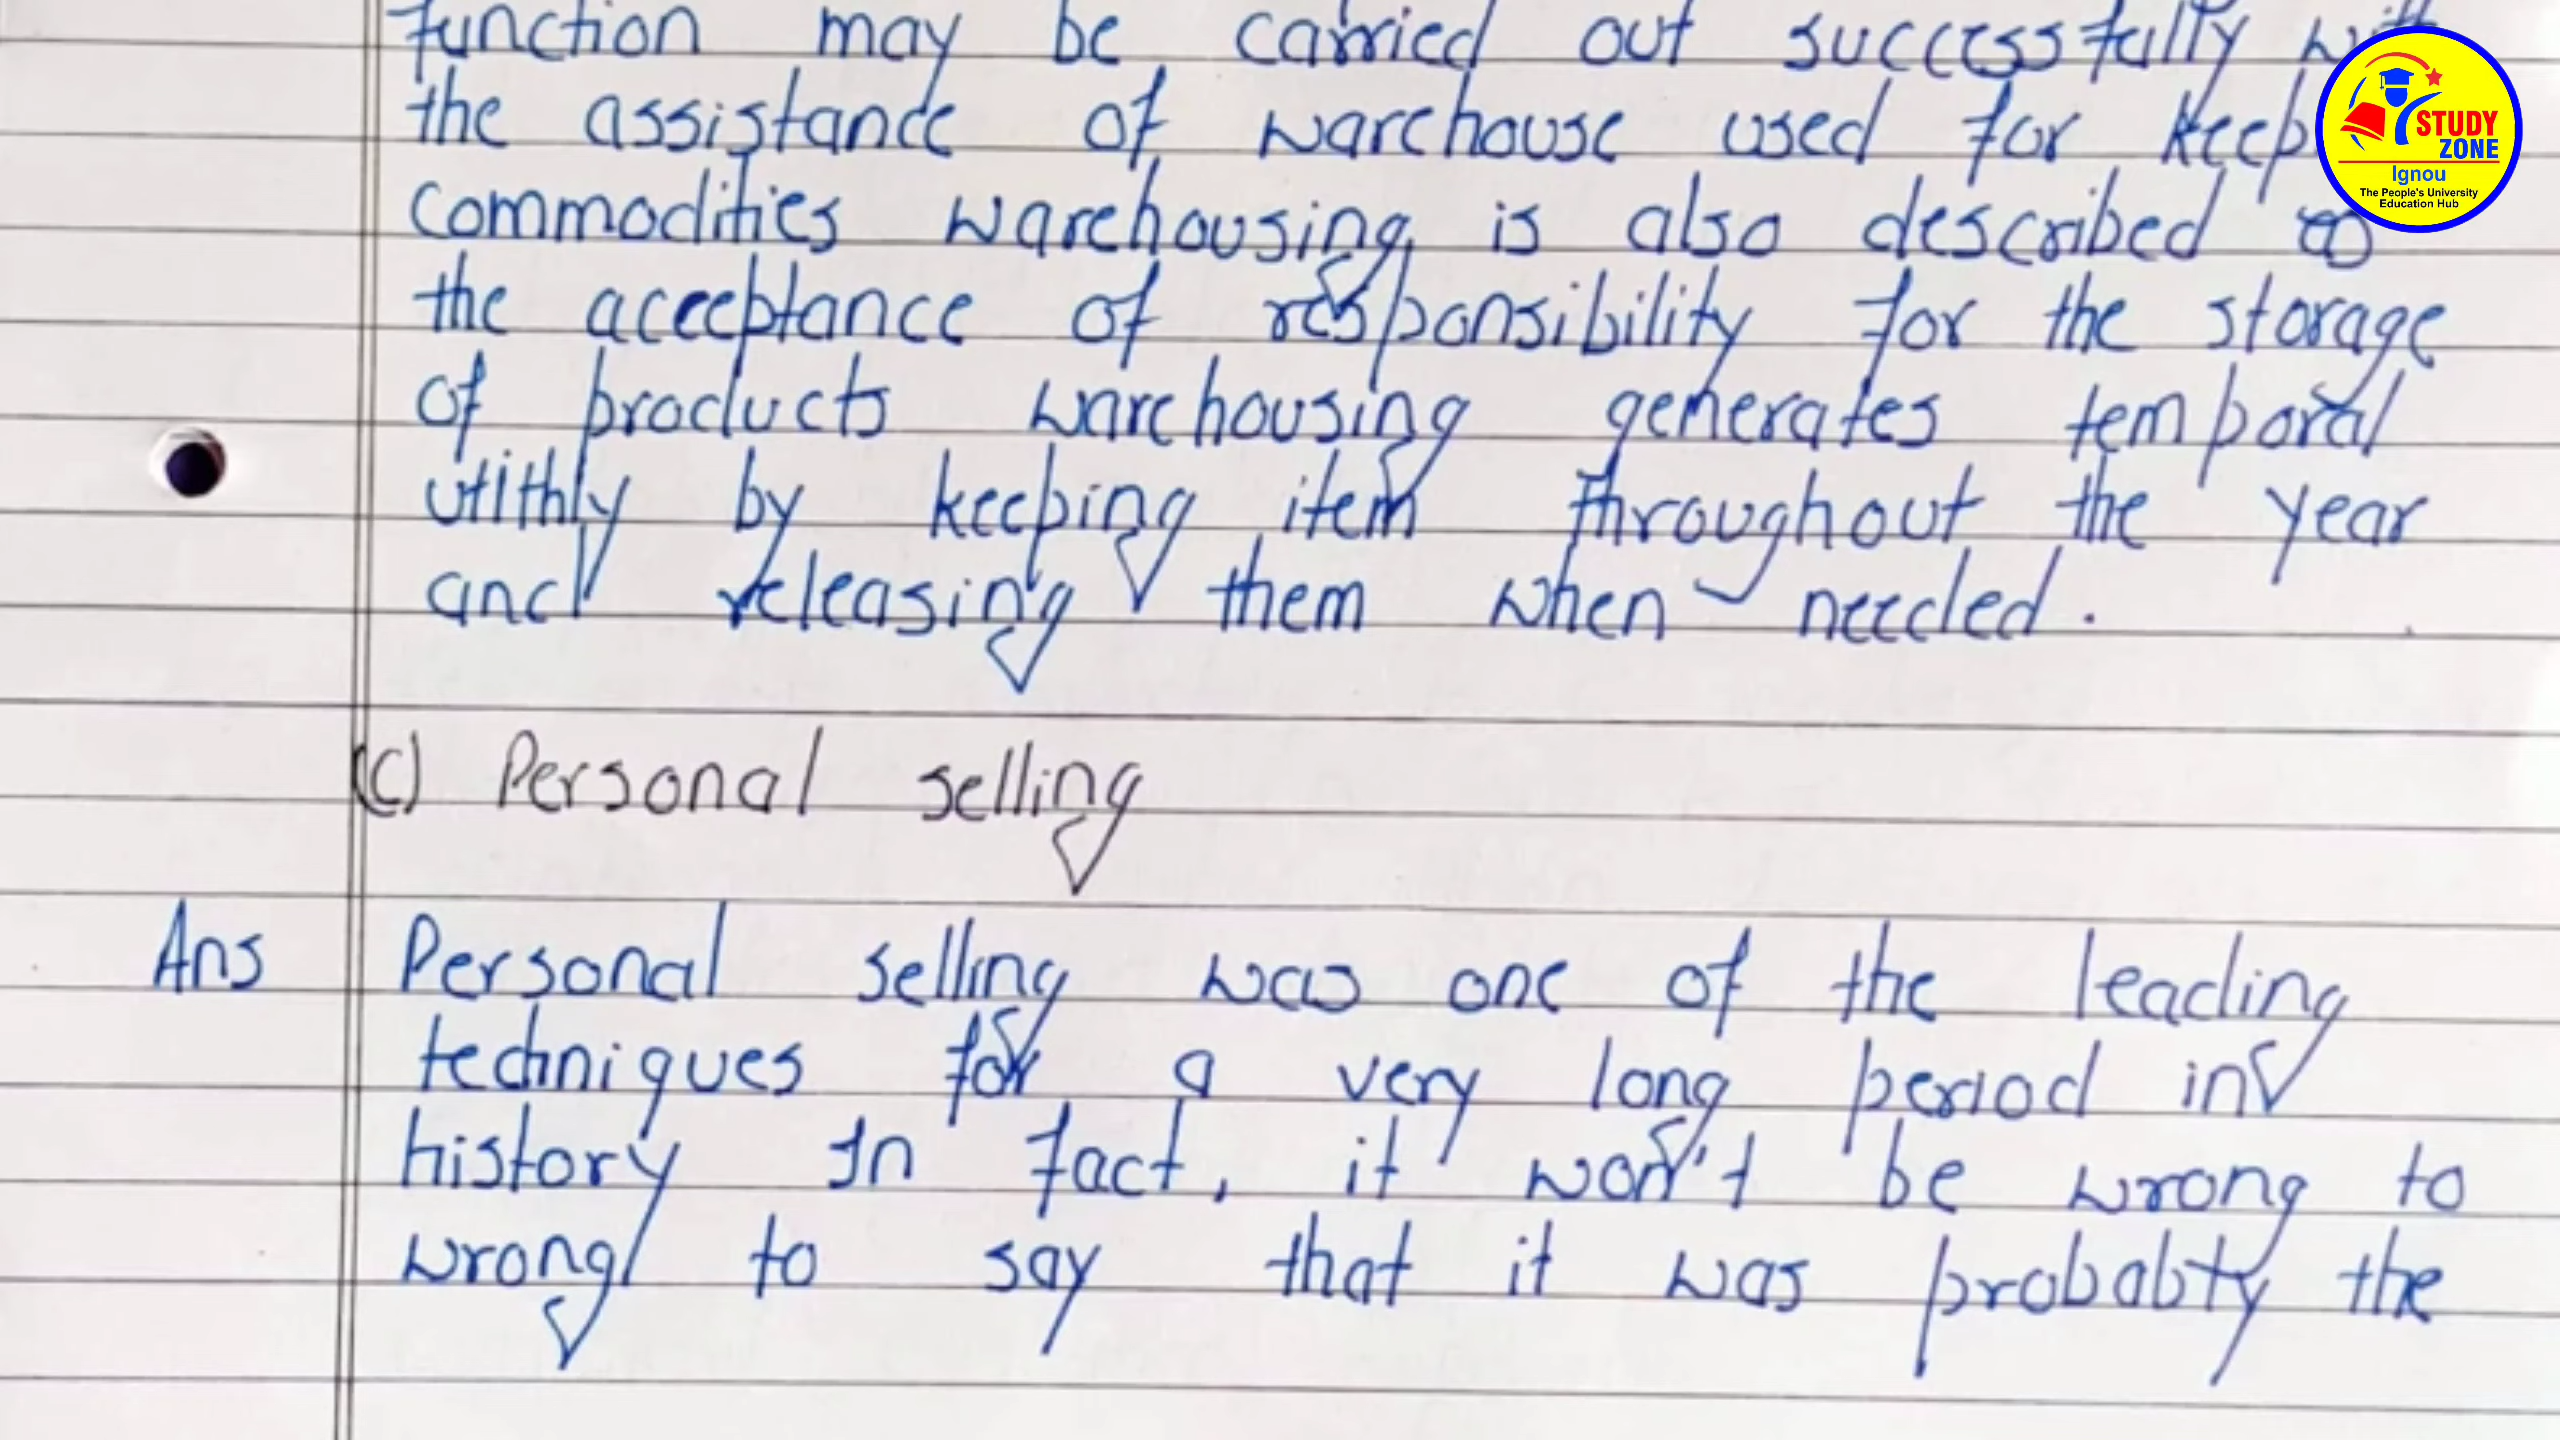 function may be carried out successfully with
the assistance of warehouse used for keep
commodities warehousing is also described as
the acceptance of responsibility for the storage
of products warehousing generates temporal
utithly by keeping item throughout the year
and releasing them when needed.
(C) Personal selling
Ans Personal selling was one of the leading
techniques for a very long period in
history In fact, it won't be wrong to
wrong to say that it was probabty the
STUDY
ZONE
Ignou
The People's University
Education Hub